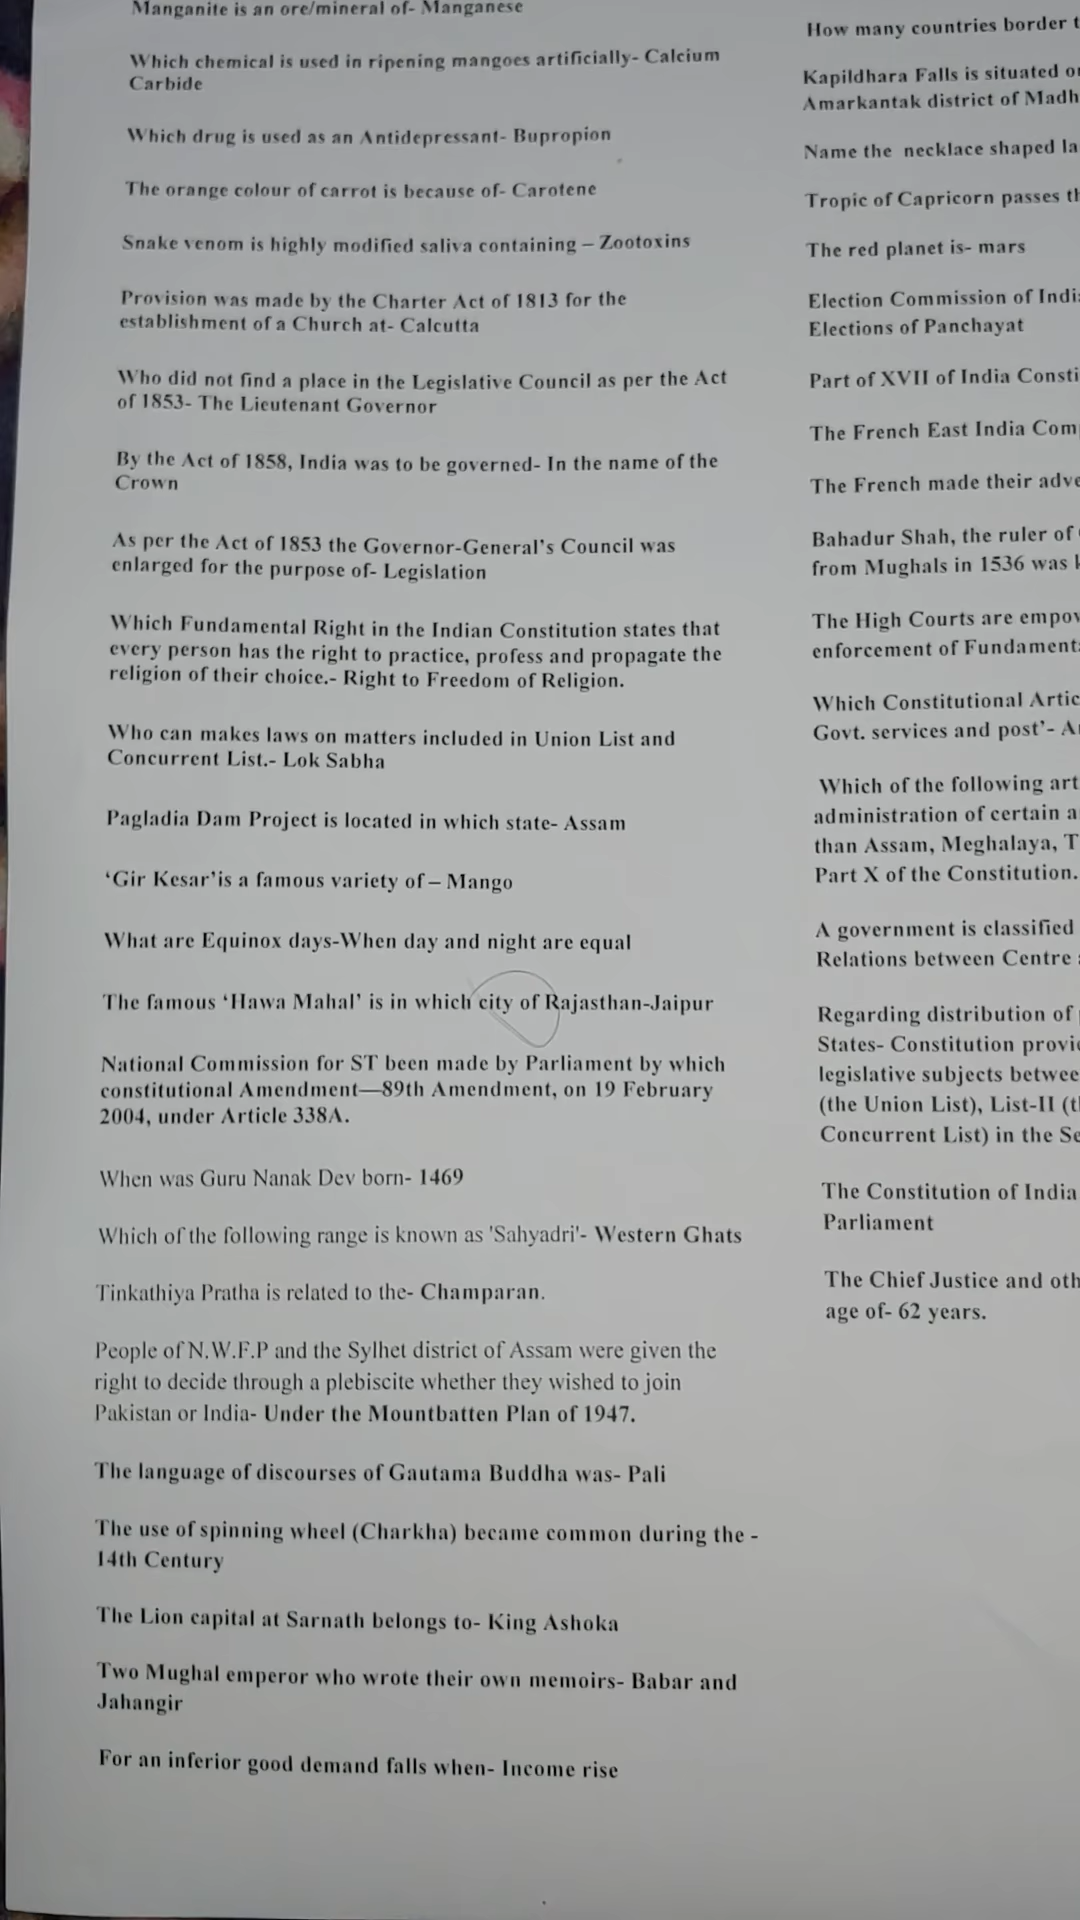 Manganite is an ore/mineral of- Manganese
Which chemical is used in ripening mangoes artificially- Calcium
Carbide
Which drug is used as an Antidepressant- Bupropion
The orange colour of carrot is because of- Carotene
Snake venom is highly modified saliva containing – Zootoxins
Provision was made by the Charter Act of 1813 for the
establishment of a Church at- Calcutta
Who did not find a place in the Legislative Council as per the Act
of 1853- The Lieutenant Governor
By the Act of 1858, India was to be governed- In the name of the
Crown
As per the Act of 1853 the Governor-General's Council was
enlarged for the purpose of- Legislation
Which Fundamental Right in the Indian Constitution states that
every person has the right to practice, profess and propagate the
religion of their choice.- Right to Freedom of Religion.
Who can makes laws on matters included in Union List and
Concurrent List.- Lok Sabha
Pagladia Dam Project is located in which state- Assam
‘Gir Kesar’is a famous variety of – Mango
What are Equinox days-When day and night are equal
The famous ‘Hawa Mahal’ is in which city of Rajasthan-Jaipur
National Commission for ST been made by Parliament by which
constitutional Amendment—89th Amendment, on 19 February
2004, under Article 338A.
When was Guru Nanak Dev born- 1469
Which of the following range is known as 'Sahyadri'- Western Ghats
Tinkathiya Pratha is related to the- Champaran.
People of N.W.F.P and the Sylhet district of Assam were given the
right to decide through a plebiscite whether they wished to join
Pakistan or India- Under the Mountbatten Plan of 1947.
The language of discourses of Gautama Buddha was- Pali
The use of spinning wheel (Charkha) became common during the -
14th Century
The Lion capital at Sarnath belongs to- King Ashoka
Two Mughal emperor who wrote their own memoirs- Babar and
Jahangir
For an inferior good demand falls when- Income rise
How many countries border
Kapildhara Falls is situated
Amarkantak district of
Name the necklace shaped
Tropic of Capricorn passes
The red planet is- mars
Election Commission of
Elections of Panchayat
Part of XVII of India
The French East India
The French made their
Bahadur Shah, the ruler of
from Mughals in 1536 was
The High Courts are
enforcement of
Which Constitutional
Govt. services and post’-
Which of the following
administration of certain
than Assam, Meghalaya,
Part X of the Constitution.
A government is classified
Relations between Centre
Regarding distribution of
States- Constitution
legislative subjects
(the Union List), List-II
Concurrent List) in the
The Constitution of India
Parliament
The Chief Justice and
age of- 62 years.